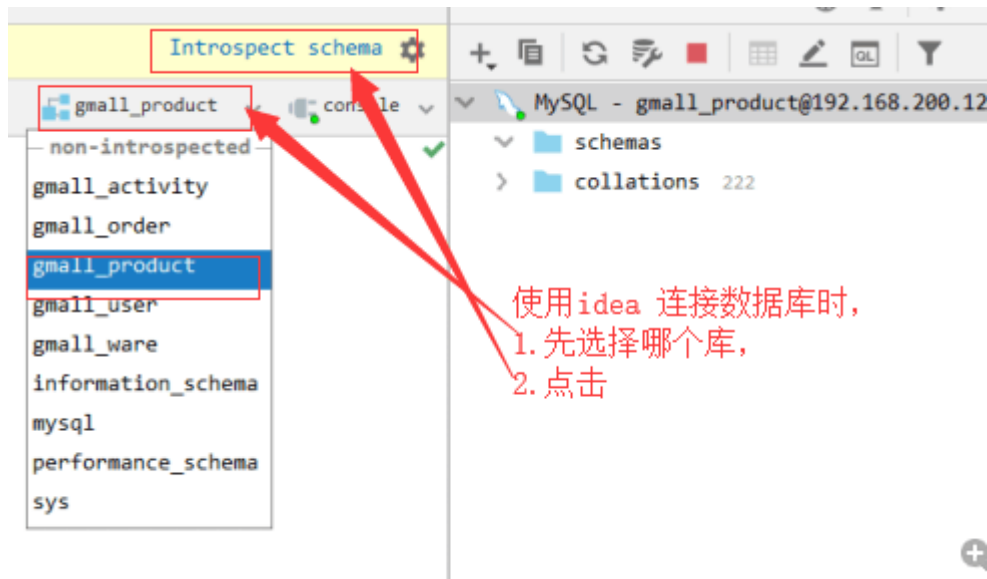 Introspect schema
gmall_product
console
MySQL - gmall_product@192.168.200.12
non-introspected
schemas
gmall_activity
collations 222
gmall_order
gmall_product
gmall_user
gmall_ware
information_schema
mysql
performance_schema
sys
使用idea 连接数据库时,
1.先选择哪个库,
2.点击
QL